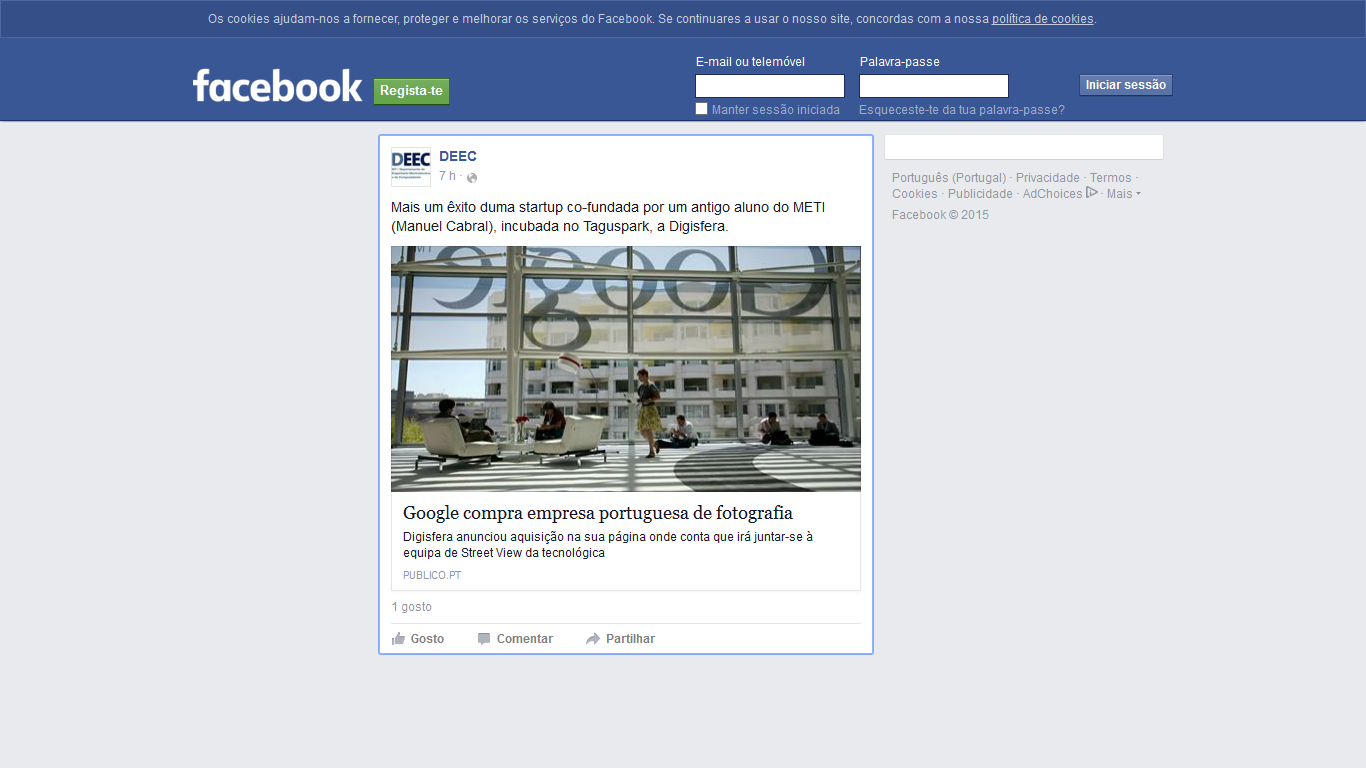 Os cookies ajudam-nos a fornecer, proteger e melhorar os serviços do Facebook. Se continuares a usar o nosso site, concordas com a nossa política de cookies.
facebook
Regista-te
E-mail ou telemóvel
Palavra-passe
Iniciar sessão
Manter sessão iniciada
Esqueceste-te da tua palavra-passe?
DEEC
DEEC
7 h ·
Mais um êxito duma startup co-fundada por um antigo aluno do METI
(Manuel Cabral), incubada no Taguspark, a Digisfera.
Goog
Google compra empresa portuguesa de fotografia
Digisfera anunciou aquisição na sua página onde conta que irá juntar-se à
equipa de Street View da tecnológica
PUBLICO.PT
1 gosto
Gosto
Comentar
Partilhar
Português (Portugal) · Privacidade · Termos ·
Cookies · Publicidade · AdChoices · Mais
Facebook © 2015